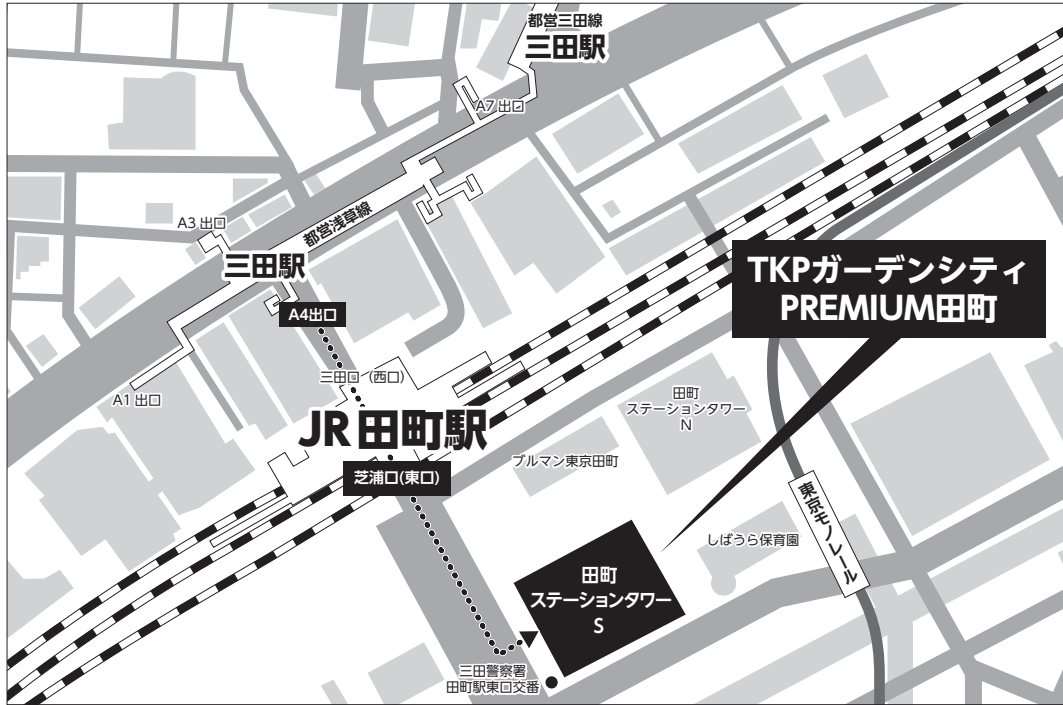 都営三田線
三田駅
A7 出口
A3 出口
都営浅草線
三田駅
A4出口
TKPガーデンシティ
PREMIUM田町
三田口（西口）
A1 出口
JR 田町駅
田町
ステーションタワー
N
プルマン東京田町
芝浦口(東口)
東京モノレール
しばうら保育園
田町
ステーションタワー
S
三田警察署
田町駅東口交番